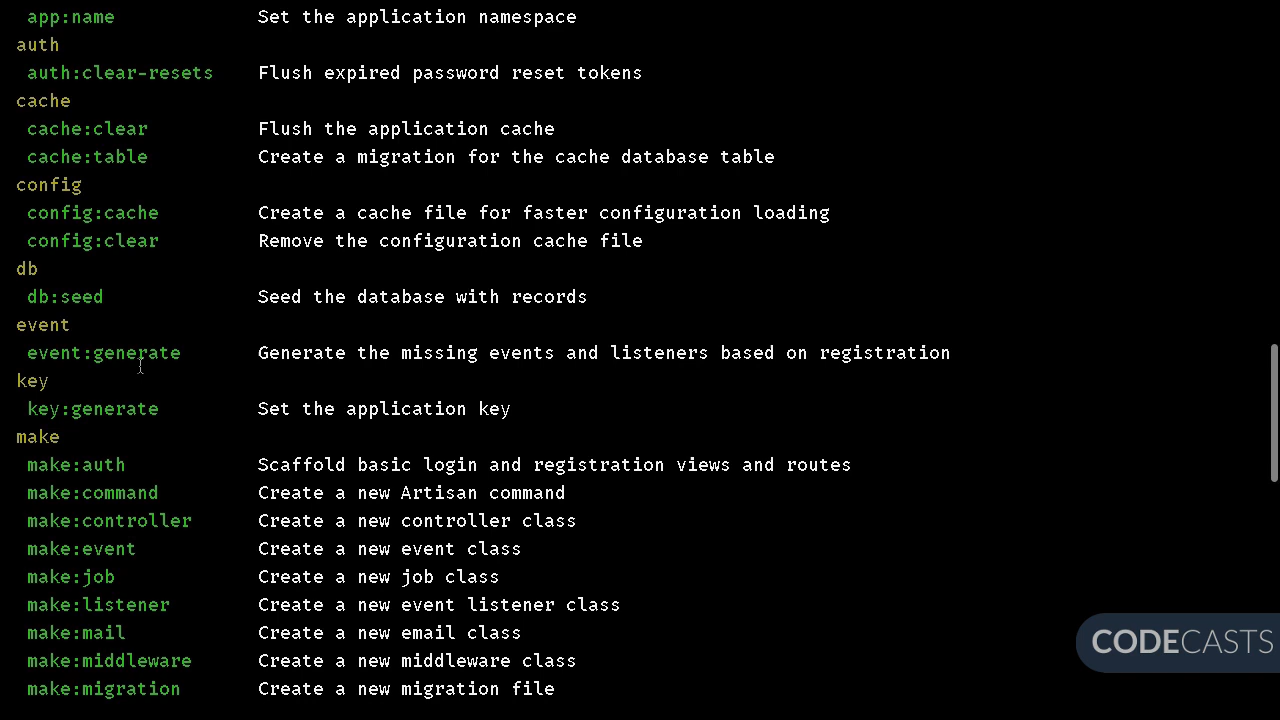 app:name Set the application namespace
auth
auth:clear-resets Flush expired password reset tokens
cache
cache:clear Flush the application cache
cache:table Create a migration for the cache database table
config
config:cache Create a cache file for faster configuration loading
config:clear Remove the configuration cache file
db
db:seed Seed the database with records
event
event:generate Generate the missing events and listeners based on registration
key
key:generate Set the application key
make
make:auth Scaffold basic login and registration views and routes
make:command Create a new Artisan command
make:controller Create a new controller class
make:event Create a new event class
make:job Create a new job class
make:listener Create a new event listener class
make:mail Create a new email class
make:middleware Create a new middleware class
make:migration Create a new migration file
CODECASTS